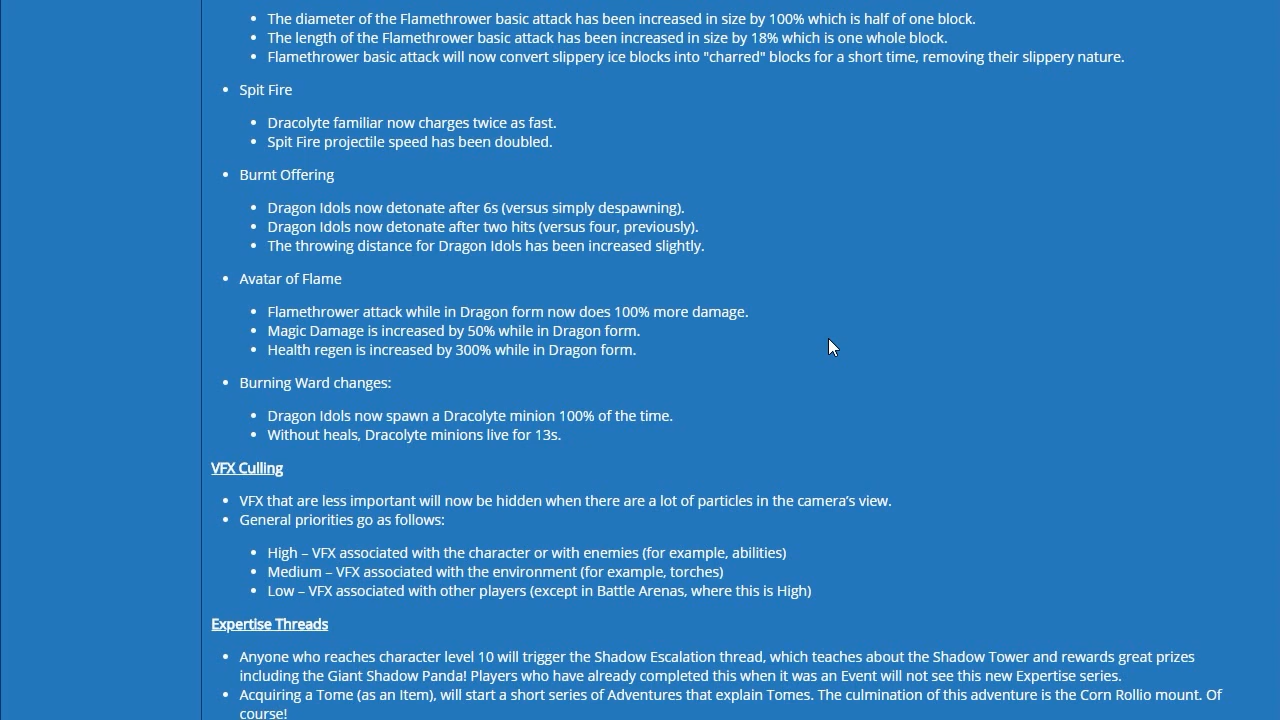 The diameter of the Flamethrower basic attack has been increased in size by 100% which is half of one block.
The length of the Flamethrower basic attack has been increased in size by 18% which is one whole block.
Flamethrower basic attack will now convert slippery ice blocks into "charred" blocks for a short time, removing their slippery nature.
Spit Fire
Dracolyte familiar now charges twice as fast.
Spit Fire projectile speed has been doubled.
Burnt Offering
Dragon Idols now detonate after 6s (versus simply despawning).
Dragon Idols now detonate after two hits (versus four, previously).
The throwing distance for Dragon Idols has been increased slightly.
Avatar of Flame
Flamethrower attack while in Dragon form now does 100% more damage.
Magic Damage is increased by 50% while in Dragon form.
Health regen is increased by 300% while in Dragon form.
Burning Ward changes:
Dragon Idols now spawn a Dracolyte minion 100% of the time.
Without heals, Dracolyte minions live for 13s.
VFX Culling
VFX that are less important will now be hidden when there are a lot of particles in the camera’s view.
General priorities go as follows:
High – VFX associated with the character or with enemies (for example, abilities)
Medium – VFX associated with the environment (for example, torches)
Low – VFX associated with other players (except in Battle Arenas, where this is High)
Expertise Threads
Anyone who reaches character level 10 will trigger the Shadow Escalation thread, which teaches about the Shadow Tower and rewards great prizes
including the Giant Shadow Panda! Players who have already completed this when it was an Event will not see this new Expertise series.
Acquiring a Tome (as an Item), will start a short series of Adventures that explain Tomes. The culmination of this adventure is the Corn Rollio mount. Of
course!